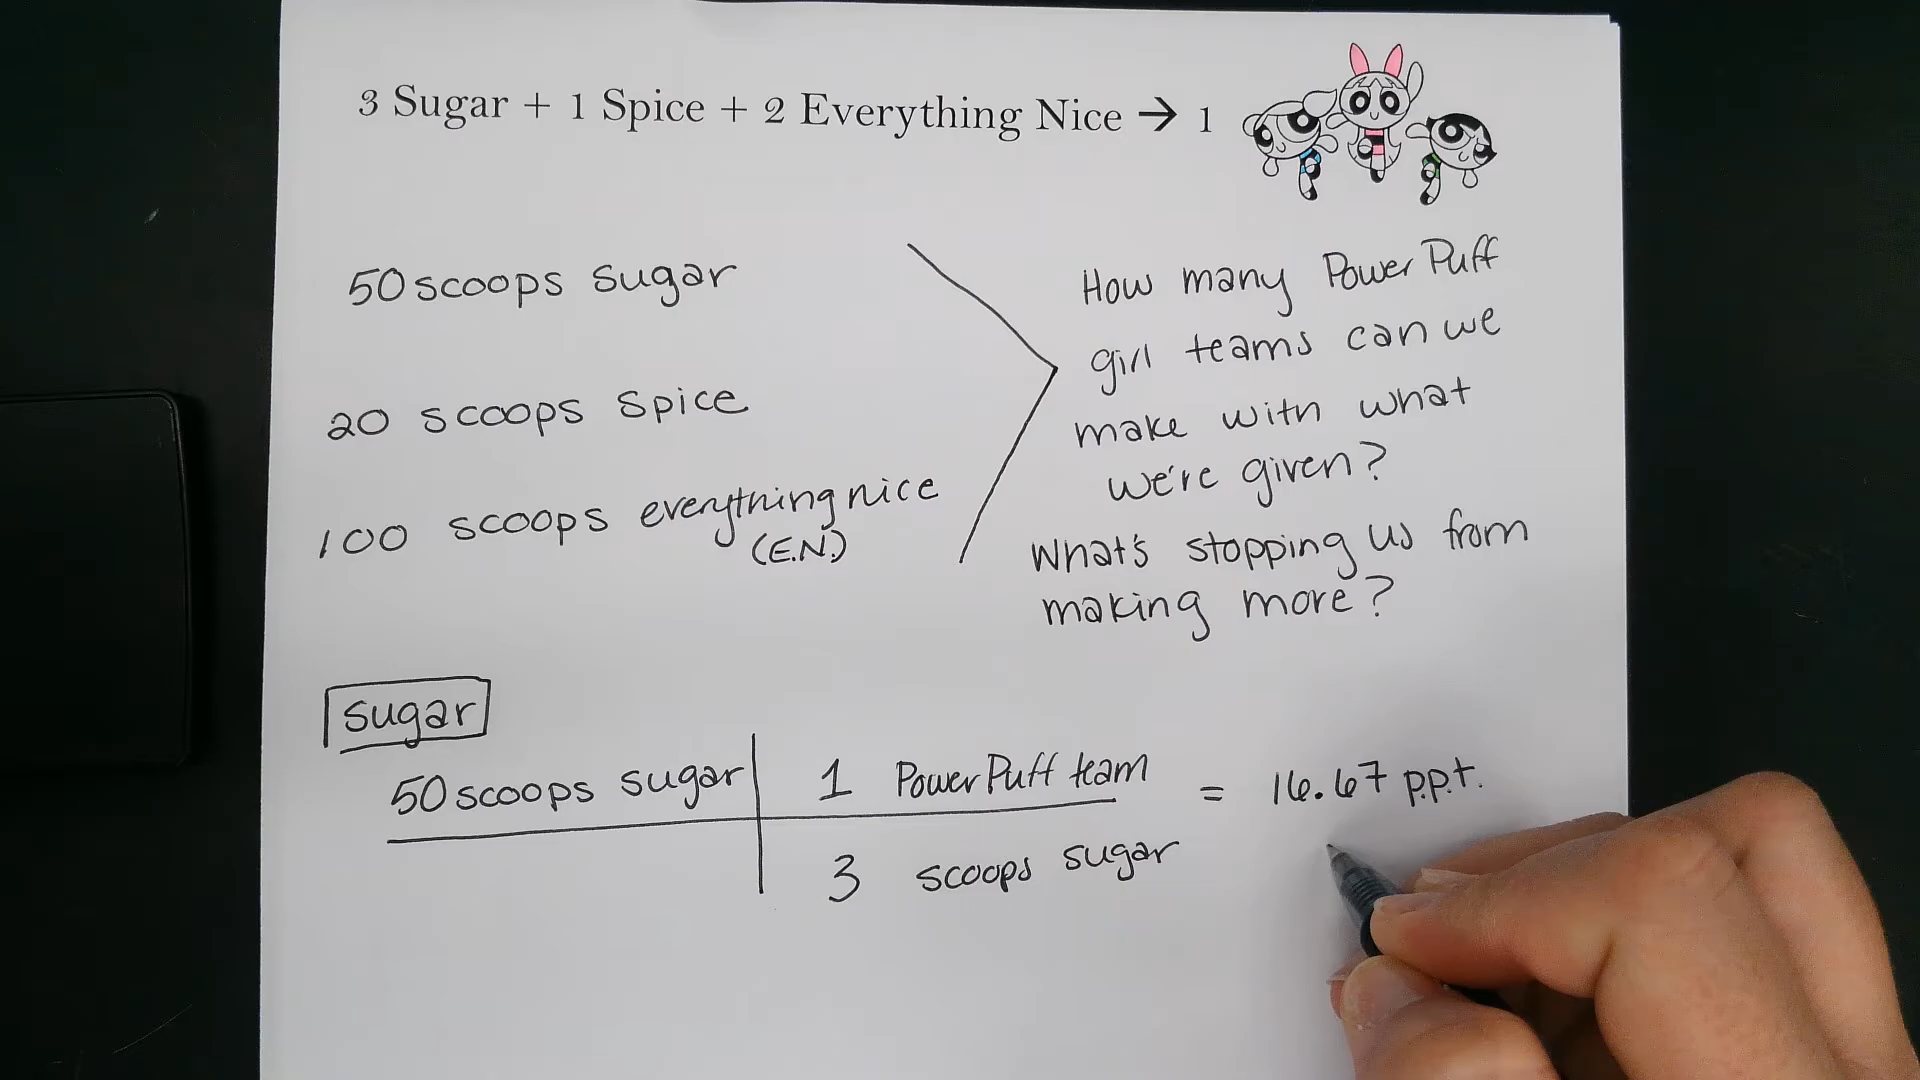 3 Sugar + 1 Spice + 2 Everything Nice → 1
50 scoops sugar
20 scoops spice
100 scoops everything nice
(E.N.)
How many PowerPuff
girl teams can we
make with what
we're given?
What's stopping us from
making more?
sugar
50 scoops sugar 1 PowerPuff team = 16.67 p.p.t.
3 scoops sugar